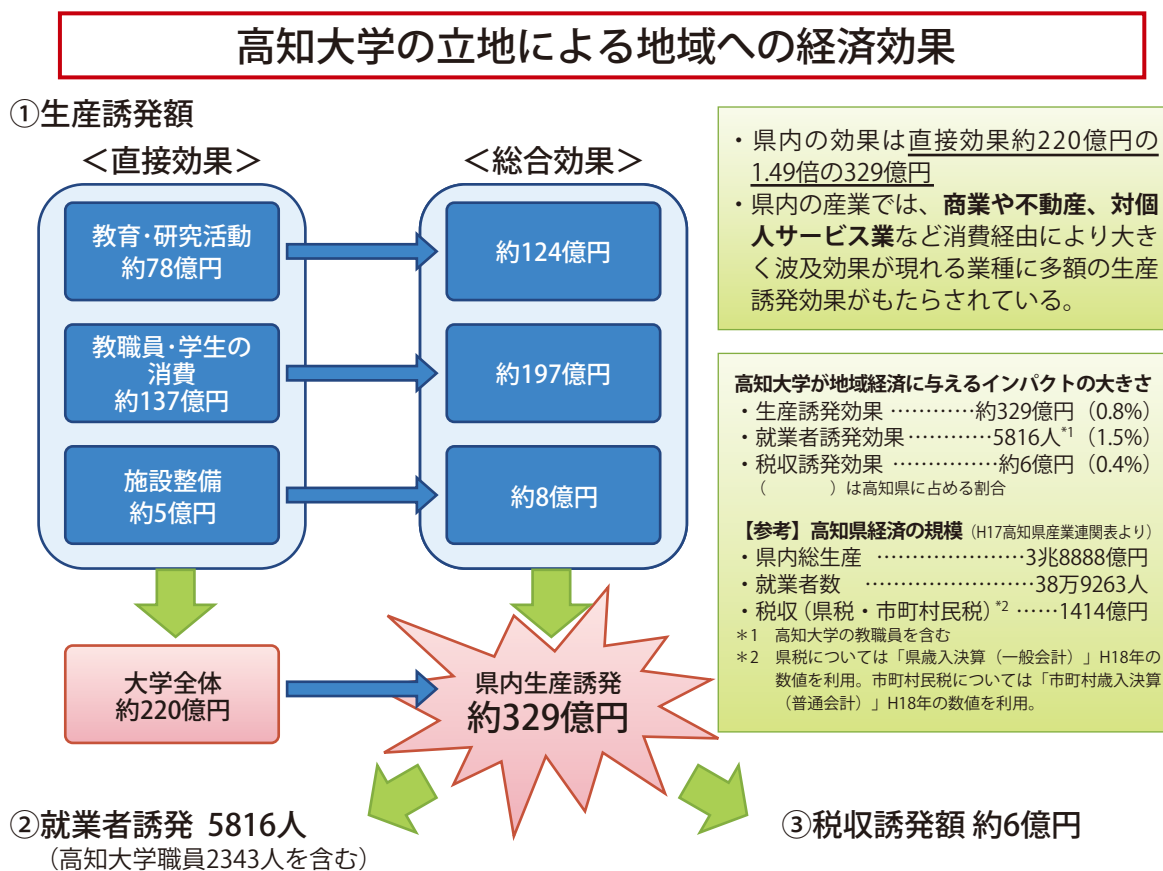 高知大学の立地による地域への経済効果
①生産誘発額
＜直接効果＞
＜総合効果＞
教育・研究活動
約78億円
約124億円
教職員・学生の
消費
約137億円
約197億円
施設整備
約5億円
約8億円
大学全体
約220億円
県内生産誘発
約329億円
②就業者誘発 5816人
（高知大学職員2343人を含む）
③税収誘発額 約6億円
・県内の効果は直接効果約220億円の
1.49倍の329億円
・県内の産業では、商業や不動産、対個
人サービス業など消費経由により大き
く波及効果が現れる業種に多額の生産
誘発効果がもたらされている。
高知大学が地域経済に与えるインパクトの大きさ
・生産誘発効果 …………約329億円（0.8%）
・就業者誘発効果…………5816人*1（1.5%）
・税収誘発効果 ……………約6億円（0.4%）
（　　　）は高知県に占める割合
【参考】高知県経済の規模（H17高知県産業連関表より）
・県内総生産 …………………3兆8888億円
・就業者数 ……………………38万9263人
・税収（県税・市町村民税）*2 ……1414億円
＊1　高知大学の教職員を含む
＊2　県税については「県歳入決算（一般会計）」H18年の
数値を利用。市町村民税については「市町村歳入決算
（普通会計）」H18年の数値を利用。